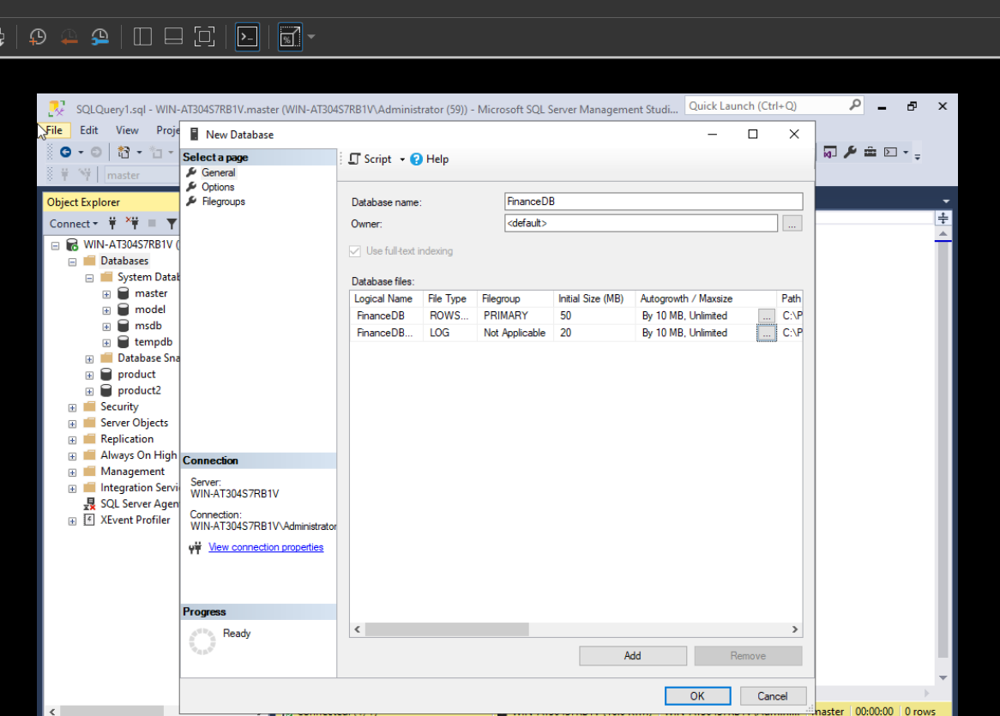 SQLQuery1.sql - WIN-AT304S7RB1V.master (WIN-AT304S7RB1V\Administrator (59)) - Microsoft SQL Server Management Studi...
Quick Launch (Ctrl+Q)
File Edit View Proje
New Database
master
Select a page
General
Options
Filegroups
Script Help
Object Explorer
Connect
WIN-AT304S7RB1V (
Databases
System Datab
master
model
msdb
tempdb
Database Sna
product
product2
Security
Server Objects
Replication
Always On High
Management
Integration Servi
SQL Server Agen
XEvent Profiler
Database name: FinanceDB
Owner: <default> ...
Use full-text indexing
Database files:
Logical Name File Type Filegroup Initial Size (MB) Autogrowth / Maxsize Path
FinanceDB ROWS... PRIMARY 50 By 10 MB, Unlimited ... C:\P
FinanceDB... LOG Not Applicable 20 By 10 MB, Unlimited ... C:\P
Connection
Server:
WIN-AT304S7RB1V
Connection:
WIN-AT304S7RB1V\Administrator
View connection properties
Progress
Ready
Add Remove
OK Cancel
master 00:00:00 0 rows